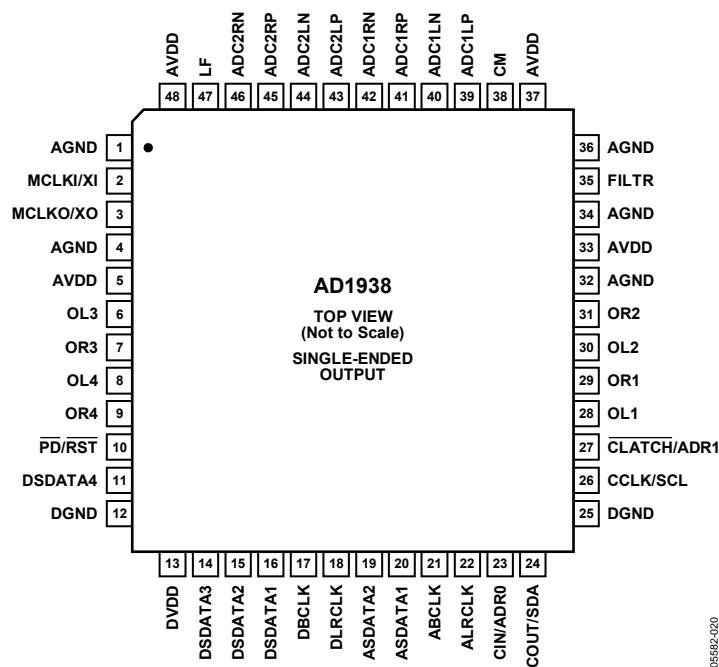 AVDD
LF
ADC2RN
ADC2RP
ADC2LN
ADC2LP
ADC1RN
ADC1RP
ADC1LN
ADC1LP
CM
AVDD
48
47
46
45
44
43
42
41
40
39
38
37
AGND 1
MCLKI/XI 2
MCLKO/XO 3
AGND 4
AVDD 5
OL3 6
OR3 7
OL4 8
OR4 9
PD/RST 10
DSDATA4 11
DGND 12
AD1938
TOP VIEW
(Not to Scale)
SINGLE-ENDED
OUTPUT
36 AGND
35 FILTR
34 AGND
33 AVDD
32 AGND
31 OR2
30 OL2
29 OR1
28 OL1
27 CLATCH/ADR1
26 CCLK/SCL
25 DGND
13
14
15
16
17
18
19
20
21
22
23
24
DVDD
DSDATA3
DSDATA2
DSDATA1
DBCLK
DLRCLK
ASDATA2
ASDATA1
ABCLK
ALRCLK
CIN/ADR0
COUT/SDA
05582-020